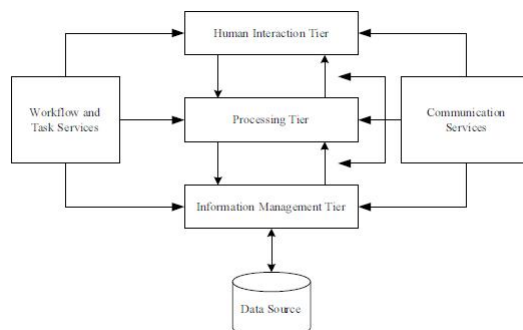 Human Interaction Tier
Workflow and
Task Services
Processing Tier
Communication
Services
Information Management Tier
Data Source